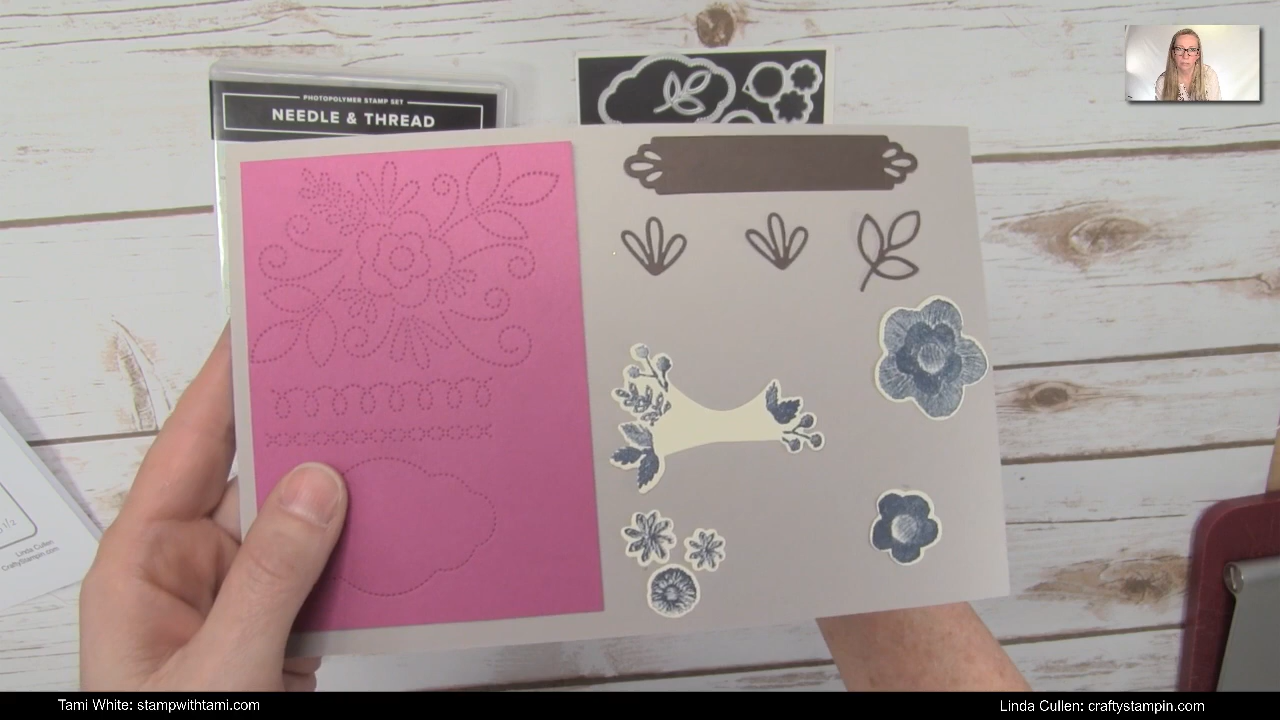 PHOTOPOLYMER STAMP SET
NEEDLE & THREAD
Linda Cullen
CraftyStampin.com
Tami White: stampwithtami.com
Linda Cullen: craftystampin.com